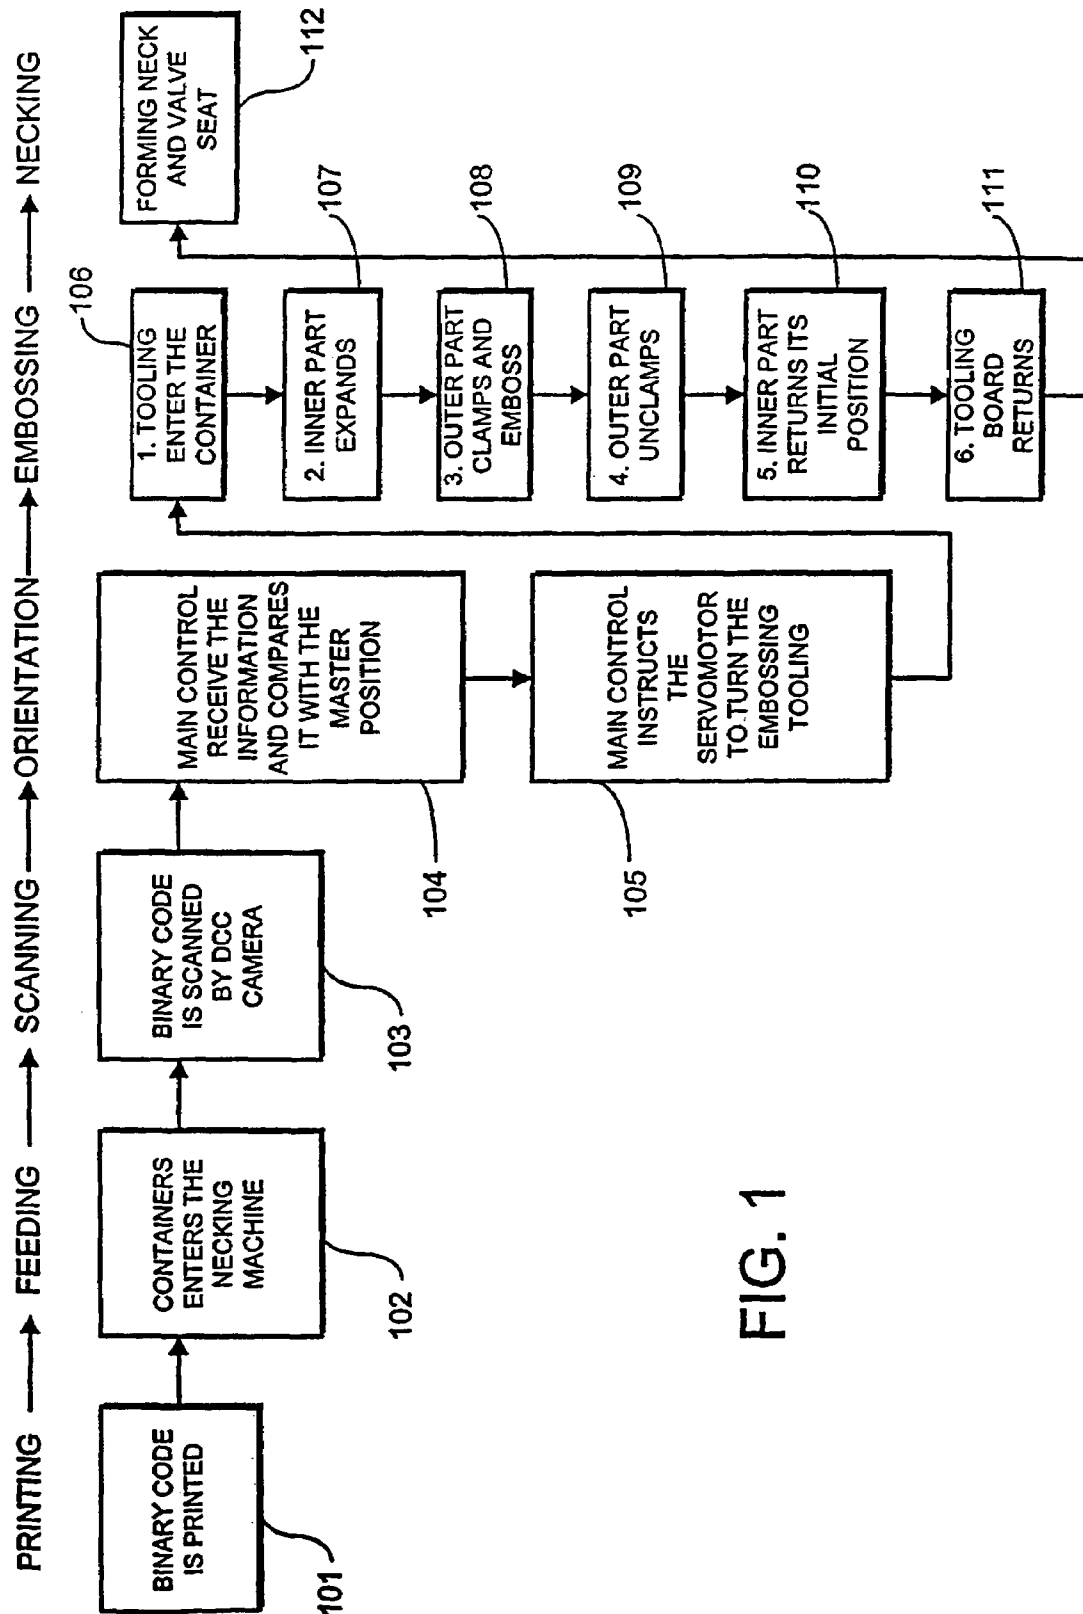 PRINTING FEEDING SCANNING ORIENTATION EMBOSSING NECKING
BINARY CODE
IS PRINTED
101
CONTAINERS
ENTERS THE
NECKING
MACHINE
102
BINARY CODE
IS SCANNED
BY DCC
CAMERA
103
MAIN CONTROL
RECEIVE THE
INFORMATION
AND COMPARES
IT WITH THE
MASTER
POSITION
104
MAIN CONTROL
INSTRUCTS
THE
SERVOMOTOR
TO TURN THE
EMBOSSING
TOOLING
105
1. TOOLING
ENTER THE
CONTAINER
106
2. INNER PART
EXPANDS
107
3. OUTER PART
CLAMPS AND
EMBOSS
108
4. OUTER PART
UNCLAMPS
109
5. INNER PART
RETURNS ITS
INITIAL
POSITION
110
6. TOOLING
BOARD
RETURNS
111
FORMING NECK
AND VALVE
SEAT
112
FIG. 1